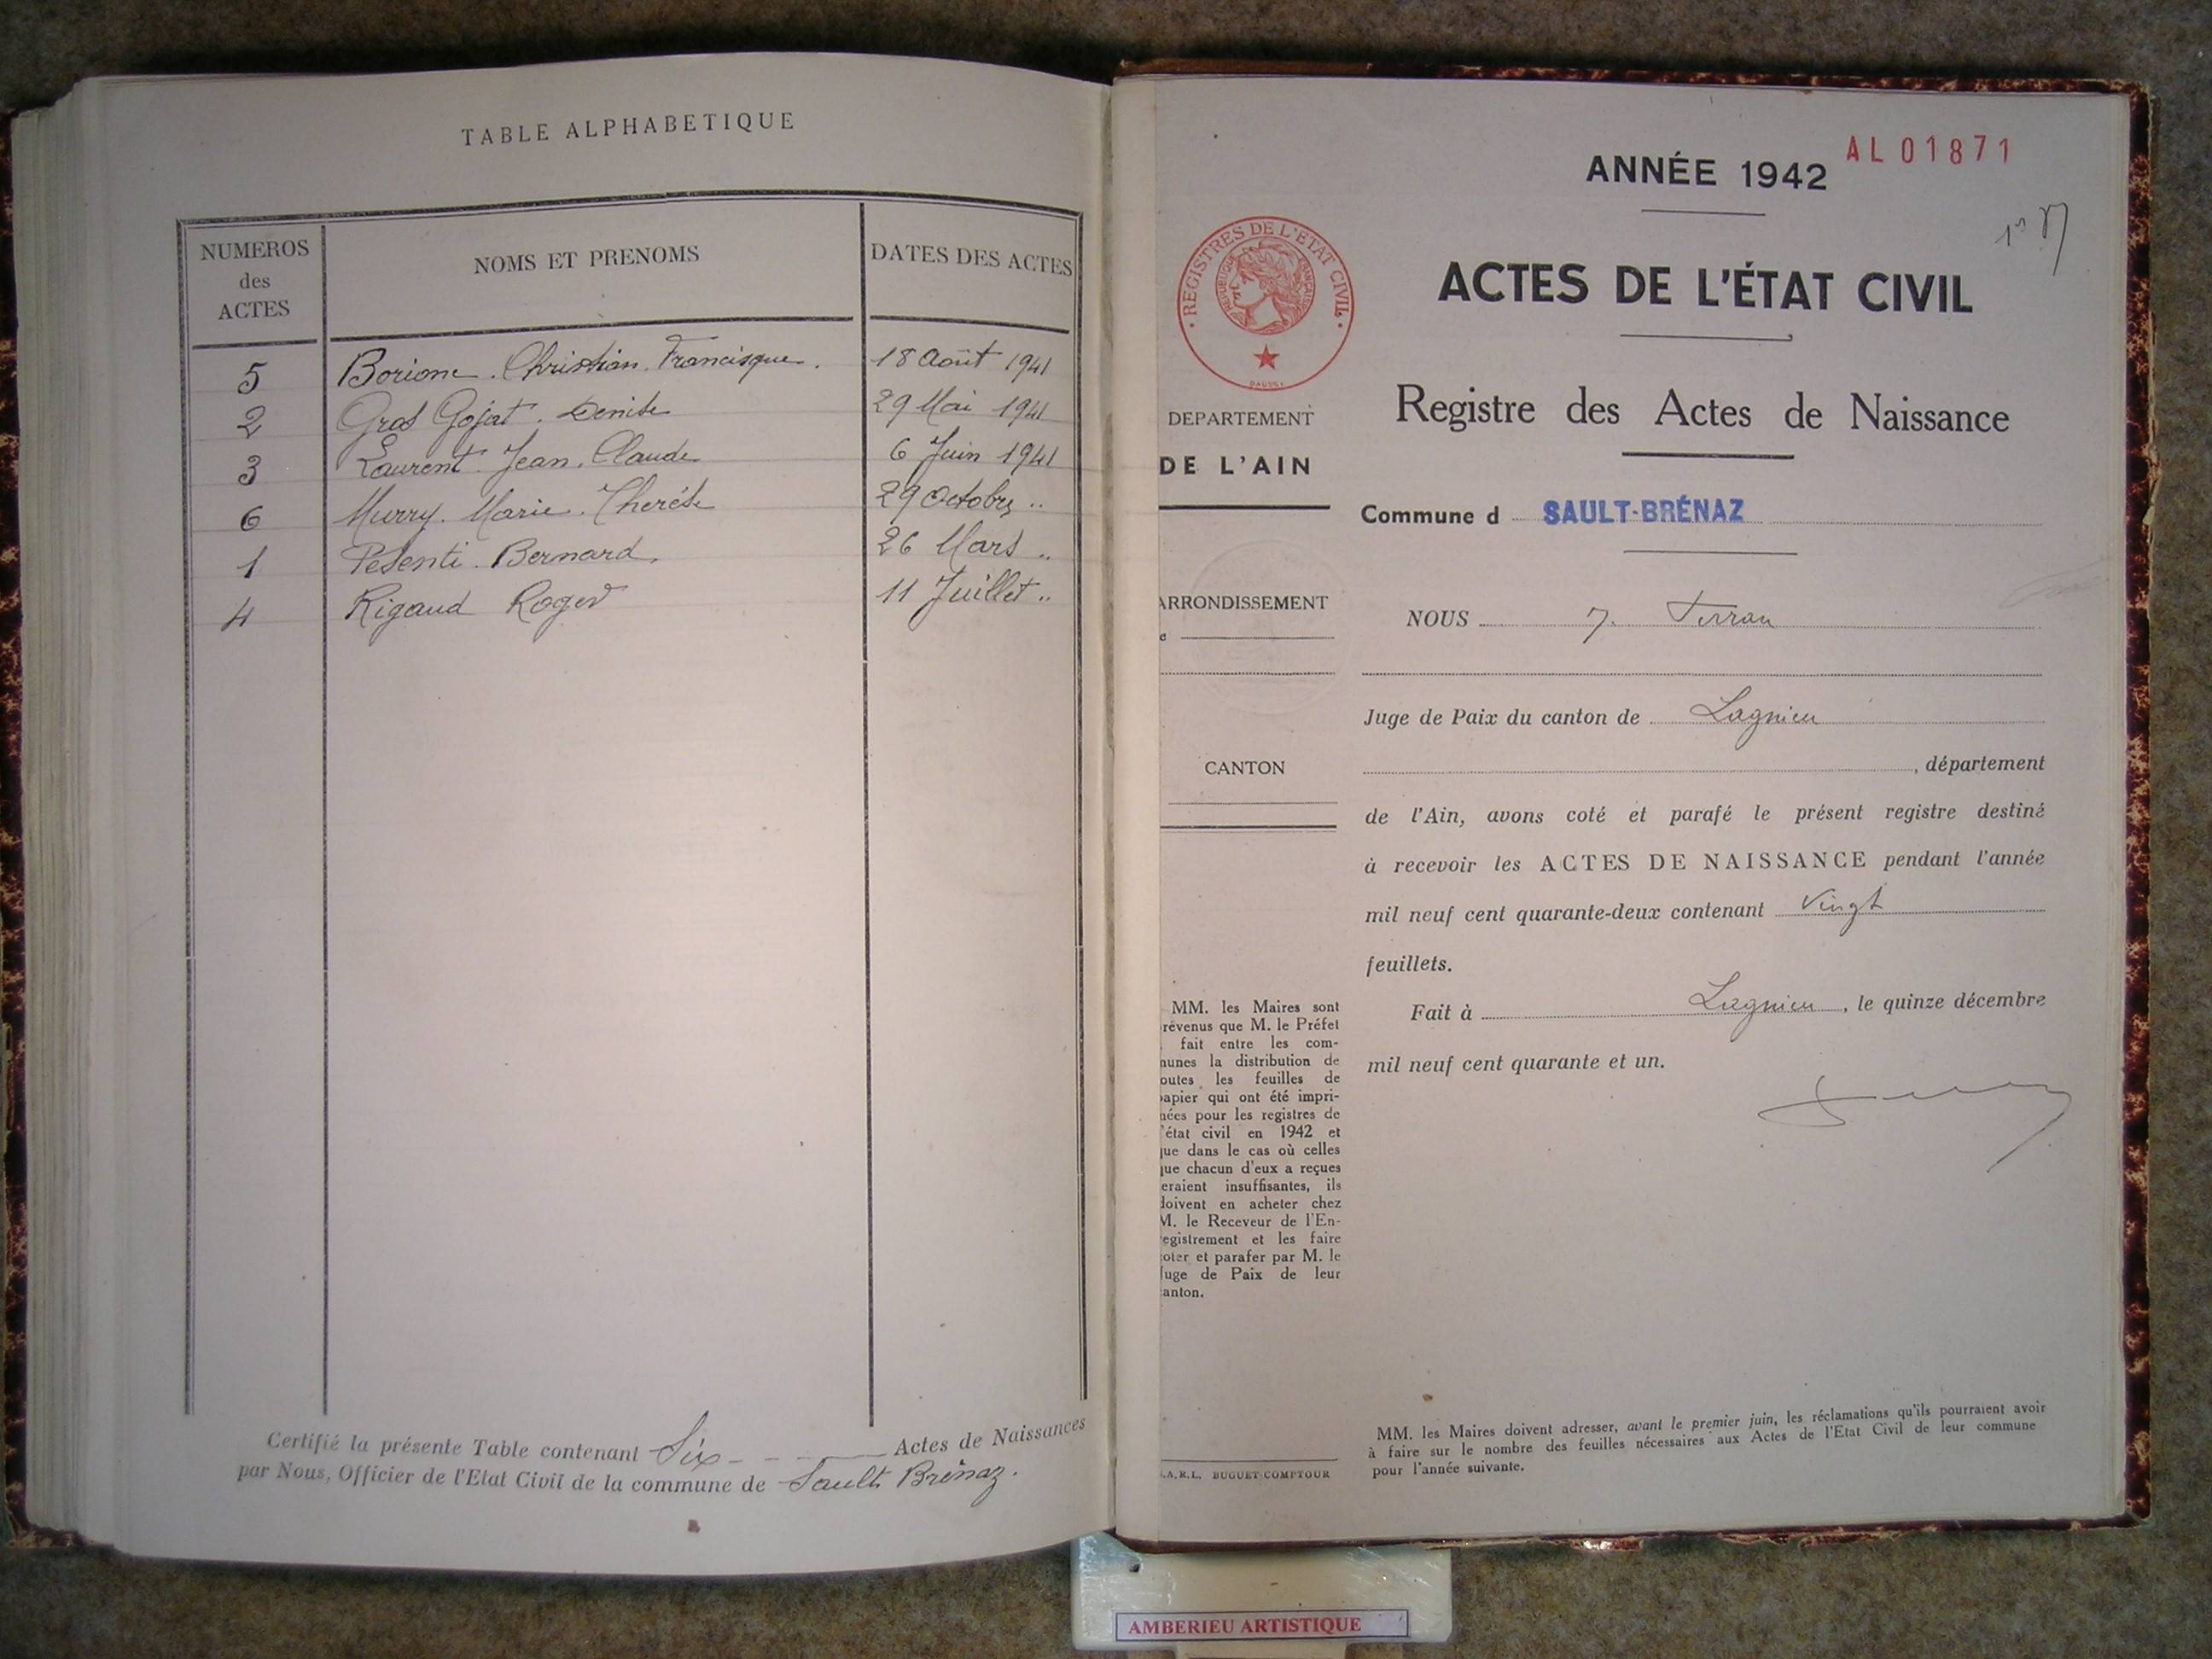 TABLE ALPHABETIQUE
NUMEROS des ACTES
NOMS ET PRENOMS
DATES DES ACTES
5 Borione. Christian. Francisque. 18 Août 1941
2 Gros Gojat. Denise 29 Mai 1941
3 Laurent. Jean. Claude 6 Juin 1941
6 Murry. Marie. Thérèse 29 Octobre ..
1 Pesenti. Bernard. 26 Mars ..
4 Rigaud Roger 11 Juillet ..
Certifié la présente Table contenant Six - - Actes de Naissances
par Nous, Officier de l'Etat Civil de la commune de Sault Brénaz.
AL 01871
ANNÉE 1942
ACTES DE L'ÉTAT CIVIL
Registre des Actes de Naissance
Commune d SAULT-BRÉNAZ
NOUS J.
Juge de Paix du canton de Lagnieu
, département
de l'Ain, avons coté et parafé le présent registre destiné
à recevoir les ACTES DE NAISSANCE pendant l'année
mil neuf cent quarante-deux contenant vingt
feuillets.
Fait à Lagnieu, le quinze décembre
mil neuf cent quarante et un.
MM. les Maires doivent adresser, avant le premier juin, les réclamations qu'ils pourraient avoir
à faire sur le nombre des feuilles nécessaires aux Actes de l'Etat Civil de leur commune
pour l'année suivante.
REGISTRES DE L'ÉTAT CIVIL
RÉPUBLIQUE FRANÇAISE
DEPARTEMENT
DE L'AIN
ARRONDISSEMENT
e
CANTON
MM. les Maires sont
révenus que M. le Préfet
fait entre les com-
munes la distribution de
outes les feuilles de
papier qui ont été impri-
mées pour les registres de
l'état civil en 1942 et
que dans le cas où celles
que chacun d'eux a reçues
eraient insuffisantes, ils
doivent en acheter chez
M. le Receveur de l'En-
registrement et les faire
coter et parafer par M. le
Juge de Paix de leur
canton.
.A.R.L. BUGUET-COMPTOUR
AMBERIEU ARTISTIQUE